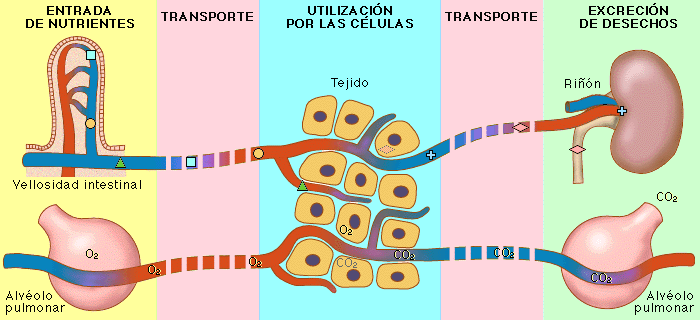 ENTRADA
DE NUTRIENTES
TRANSPORTE
UTILIZACIÓN
POR LAS CÉLULAS
TRANSPORTE
EXCRECIÓN
DE DESECHOS
Tejido
Riñón
Vellosidad intestinal
CO₂
O₂
O₂
O₂
O₂
CO₂
CO₂
CO₂
CO₂
Alvéolo
pulmonar
Alvéolo
pulmonar